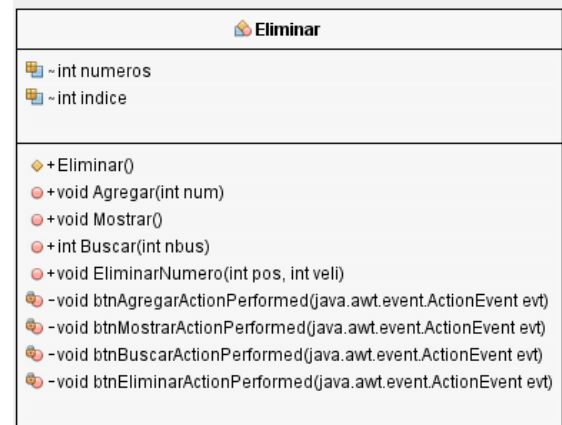 Eliminar
~int numeros
~int indice
+Eliminar()
+void Agregar(int num)
+void Mostrar()
+int Buscar(int nbus)
+void EliminarNumero(int pos, int veli)
-void btnAgregarActionPerformed(java.awt.event.ActionEvent evt)
-void btnMostrarActionPerformed(java.awt.event.ActionEvent evt)
-void btnBuscarActionPerformed(java.awt.event.ActionEvent evt)
-void btnEliminarActionPerformed(java.awt.event.ActionEvent evt)